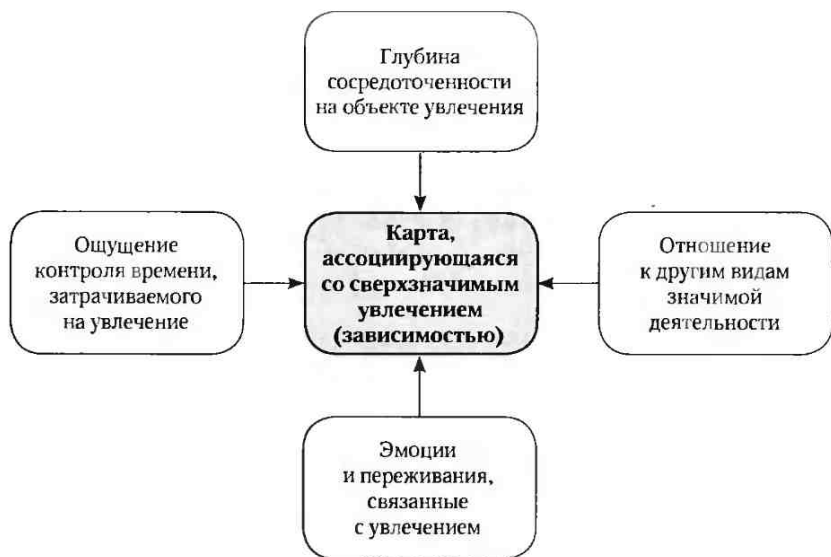 Глубина
сосредоточенности
на объекте увлечения
Ощущение
контроля времени,
затрачиваемого
на увлечение
Карта,
ассоциирующаяся
со сверхзначимым
увлечением
(зависимостью)
Отношение
к другим видам
значимой
деятельности
Эмоции
и переживания,
связанные
с увлечением